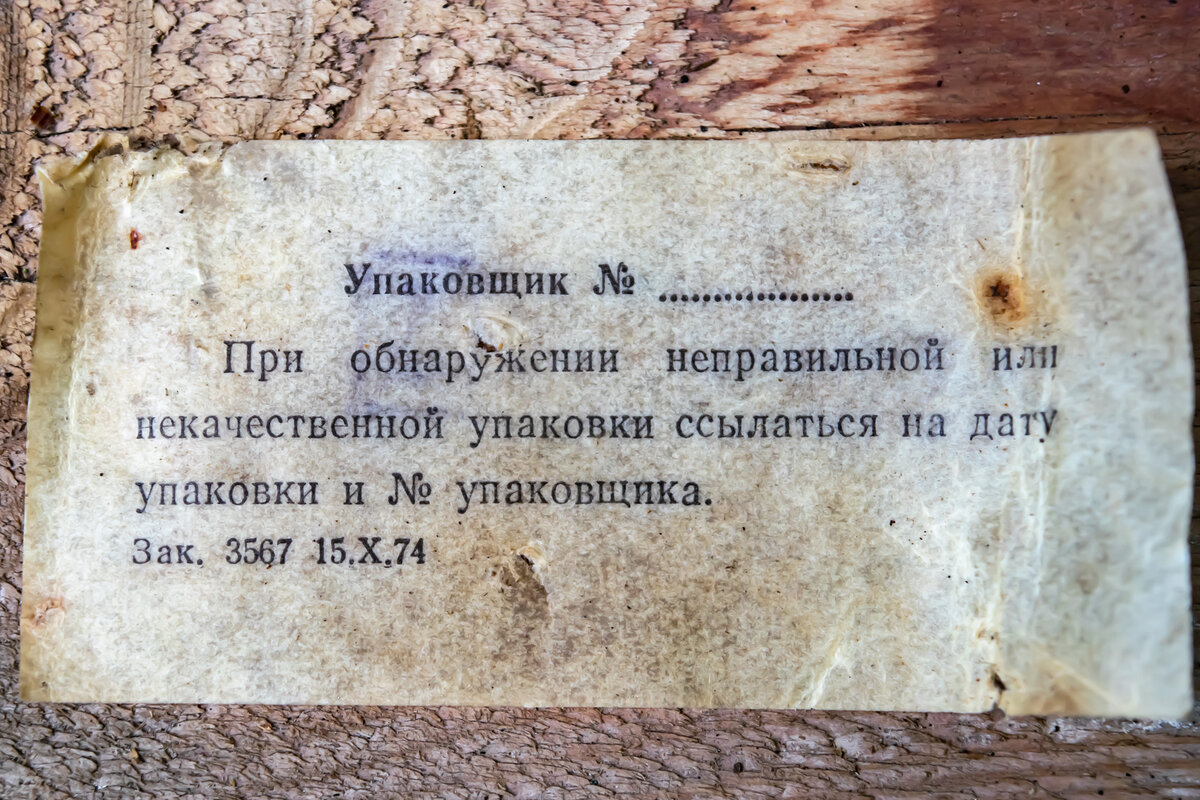 Упаковщик № ..................
При обнаружении неправильной или
некачественной упаковки ссылаться на дату
упаковки и № упаковщика.
Зак. 3567 15.X.74